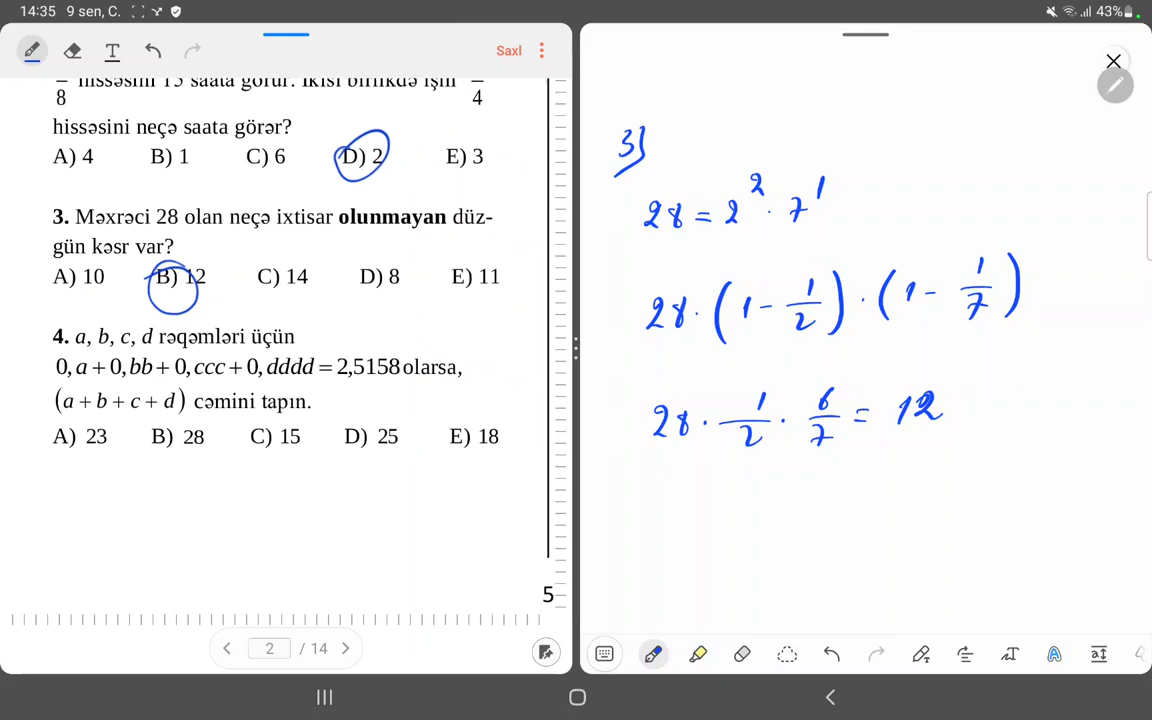 14:35 9 sen, C. 43%
Saxl
8 hissəsini 15 saata görür. İkisi birlikdə işin
4
hissəsini neçə saata görər?
A) 4 B) 1 C) 6 D) 2 E) 3
3. Məxrəci 28 olan neçə ixtisar olunmayan düz-
gün kəsr var?
A) 10 B) 12 C) 14 D) 8 E) 11
4. a, b, c, d rəqəmləri üçün
0, a + 0, bb + 0, ccc + 0, dddd = 2,5158 olarsa,
(a + b + c + d) cəmini tapın.
A) 23 B) 28 C) 15 D) 25 E) 18
5
2 / 14
3)
28 = 2² · 7¹
28 · (1 - 1/2) · (1 - 1/7)
28 · 1/2 · 6/7 = 12